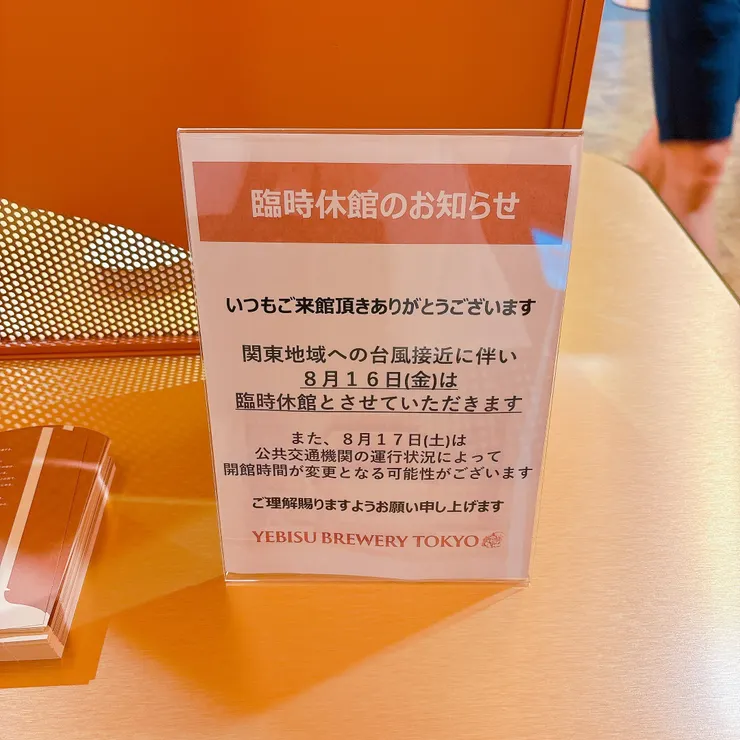 臨時休館のお知らせ
いつもご来館頂きありがとうございます
関東地域への台風接近に伴い
８月１６日(金)は
臨時休館とさせていただきます
また、８月１７日(土)は
公共交通機関の運行状況によって
開館時間が変更となる可能性がございます
ご理解賜りますようお願い申し上げます
YEBISU BREWERY TOKYO